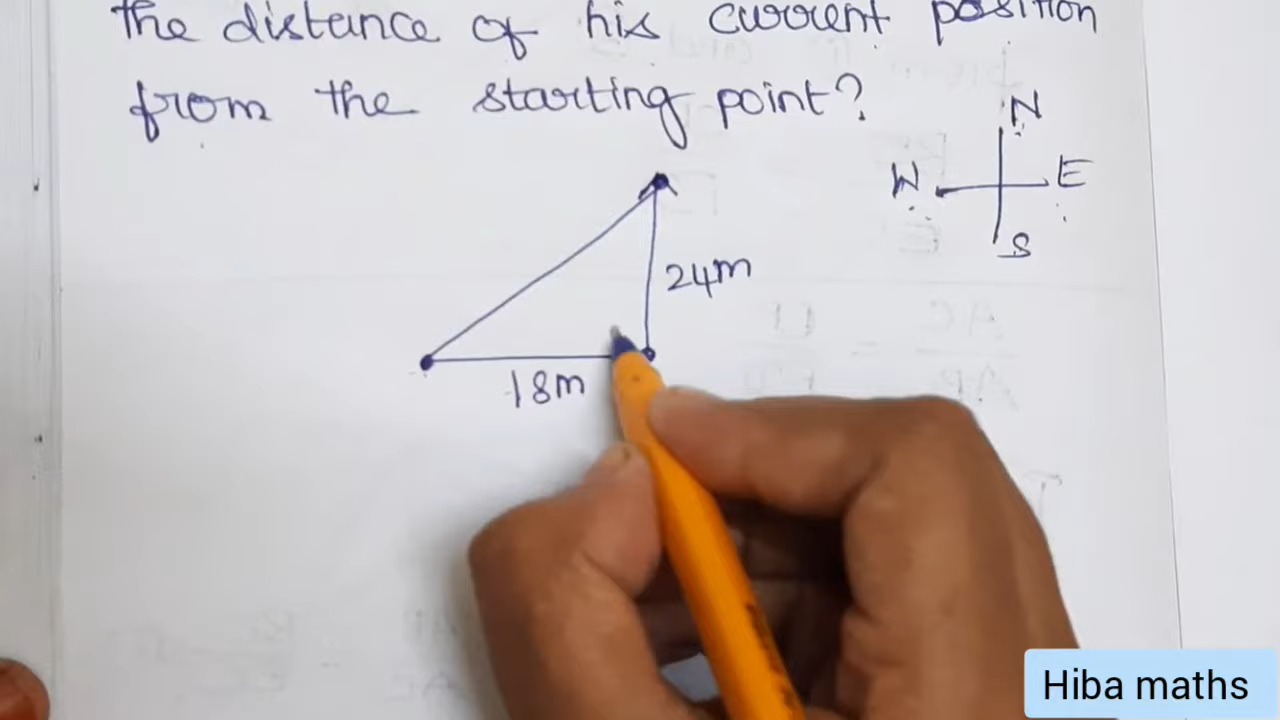 the distance of his current position
from the starting point?
N
W E
S
24m
18m
Hiba maths